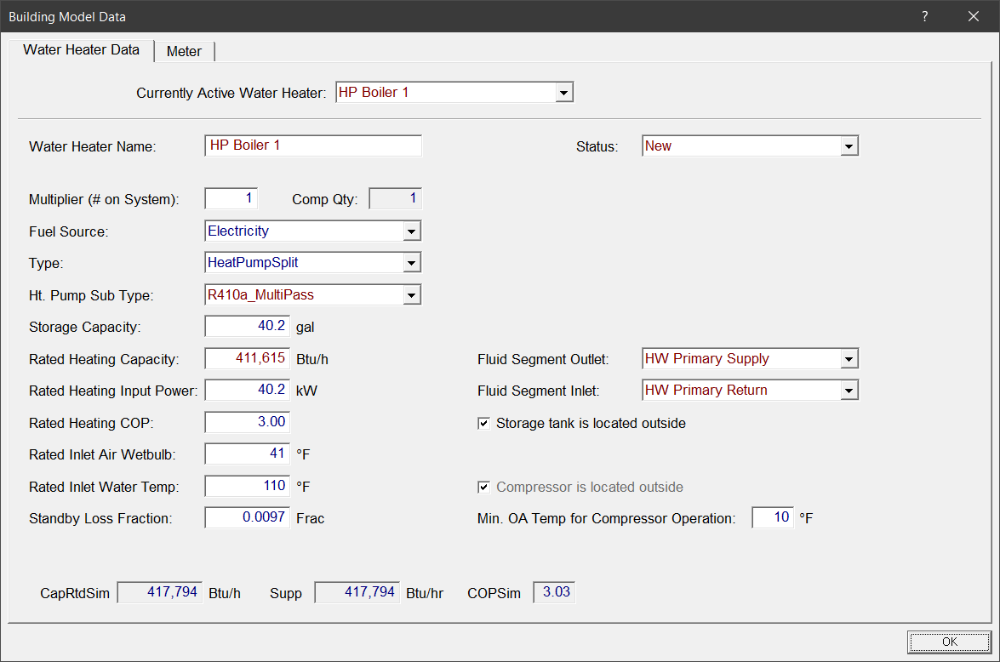 Building Model Data ?
Water Heater Data Meter
Currently Active Water Heater: HP Boiler 1
Water Heater Name: HP Boiler 1 Status: New
Multiplier (# on System): 1 Comp Qty: 1
Fuel Source: Electricity
Type: HeatPumpSplit
Ht. Pump Sub Type: R410a_MultiPass
Storage Capacity: 40.2 gal
Rated Heating Capacity: 411,615 Btu/h Fluid Segment Outlet: HW Primary Supply
Rated Heating Input Power: 40.2 kW Fluid Segment Inlet: HW Primary Return
Rated Heating COP: 3.00 Storage tank is located outside
Rated Inlet Air Wetbulb: 41 °F
Rated Inlet Water Temp: 110 °F Compressor is located outside
Standby Loss Fraction: 0.0097 Frac Min. OA Temp for Compressor Operation: 10 °F
CapRtdSim 417,794 Btu/h Supp 417,794 Btu/hr COPSim 3.03
OK